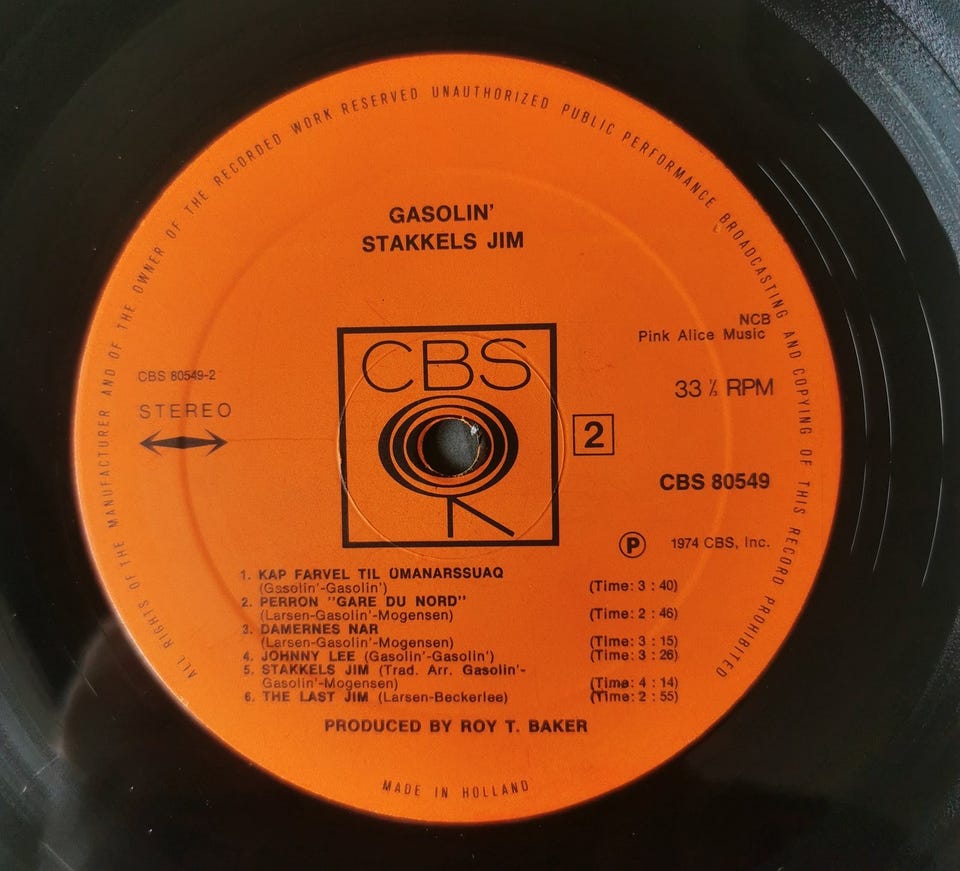 ALL RIGHTS OF THE MANUFACTURER AND OF THE OWNER OF THE RECORDED WORK RESERVED UNAUTHORIZED PUBLIC PERFORMANCE BROADCASTING AND COPYING OF THIS RECORD PROHIBITED
GASOLIN'
STAKKELS JIM
NCB
Pink Alice Music
CBS
CBS 80549-2
33 ⅓ RPM
STEREO
2
CBS 80549
Ⓟ 1974 CBS, Inc.
1. KAP FARVEL TIL ÜMANARSSUAQ
(Gasolin'-Gasolin') (Time: 3 : 40)
2. PERRON "GARE DU NORD"
(Larsen-Gasolin'-Mogensen) (Time: 2 : 46)
3. DAMERNES NAR
(Larsen-Gasolin'-Mogensen) (Time: 3 : 15)
4. JOHNNY LEE (Gasolin'-Gasolin') (Time: 3 : 26)
5. STAKKELS JIM (Trad. Arr. Gasolin'-
Gasolin'-Mogensen) (Time: 4 : 14)
6. THE LAST JIM (Larsen-Beckerlee) (Time: 2 : 55)
PRODUCED BY ROY T. BAKER
MADE IN HOLLAND